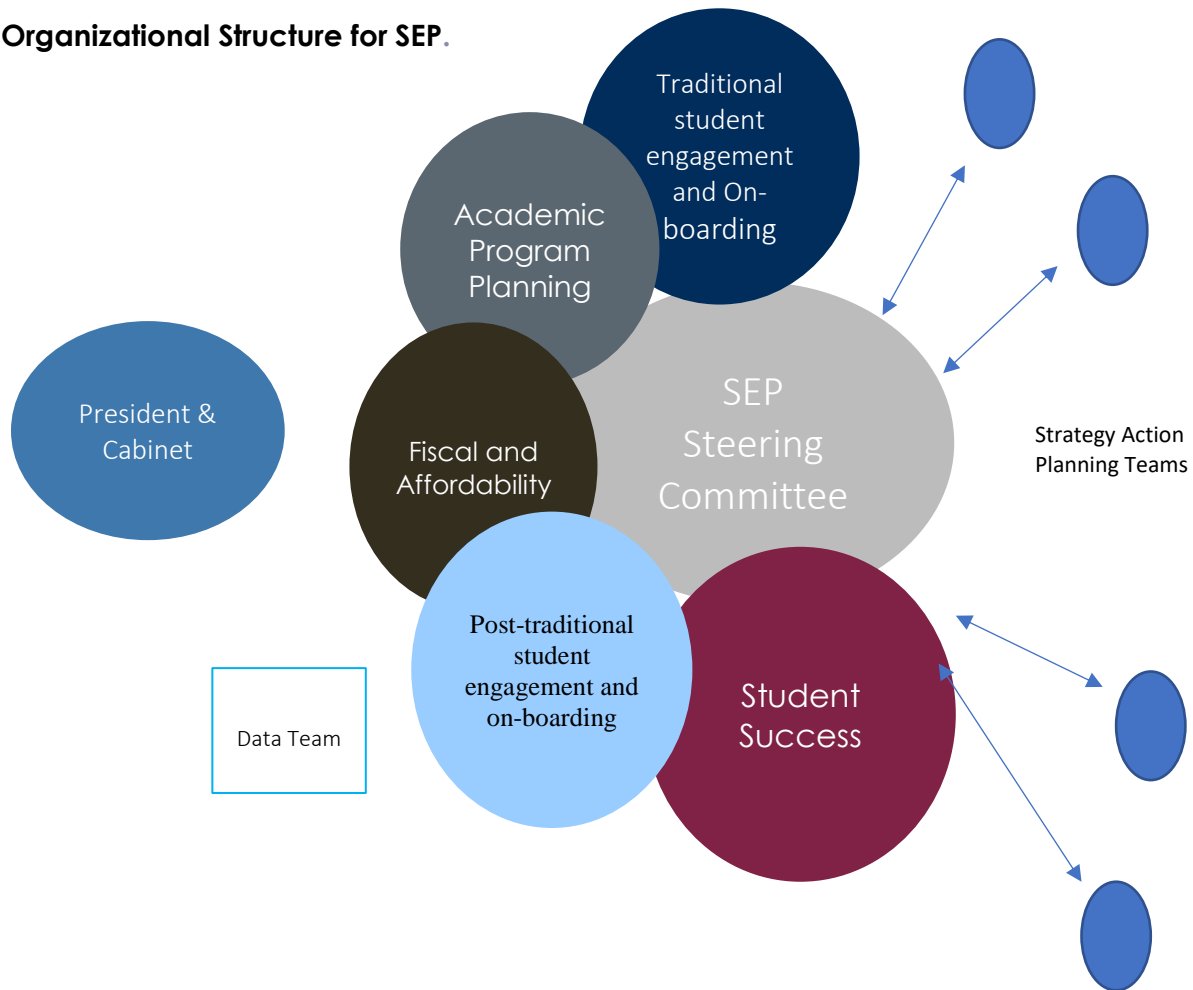 Organizational Structure for SEP.
Traditional
student
engagement
and On-
boarding
Academic
Program
Planning
President &
Cabinet
Fiscal and
Affordability
SEP
Steering
Committee
Strategy Action
Planning Teams
Post-traditional
student
engagement and
on-boarding
Student
Success
Data Team